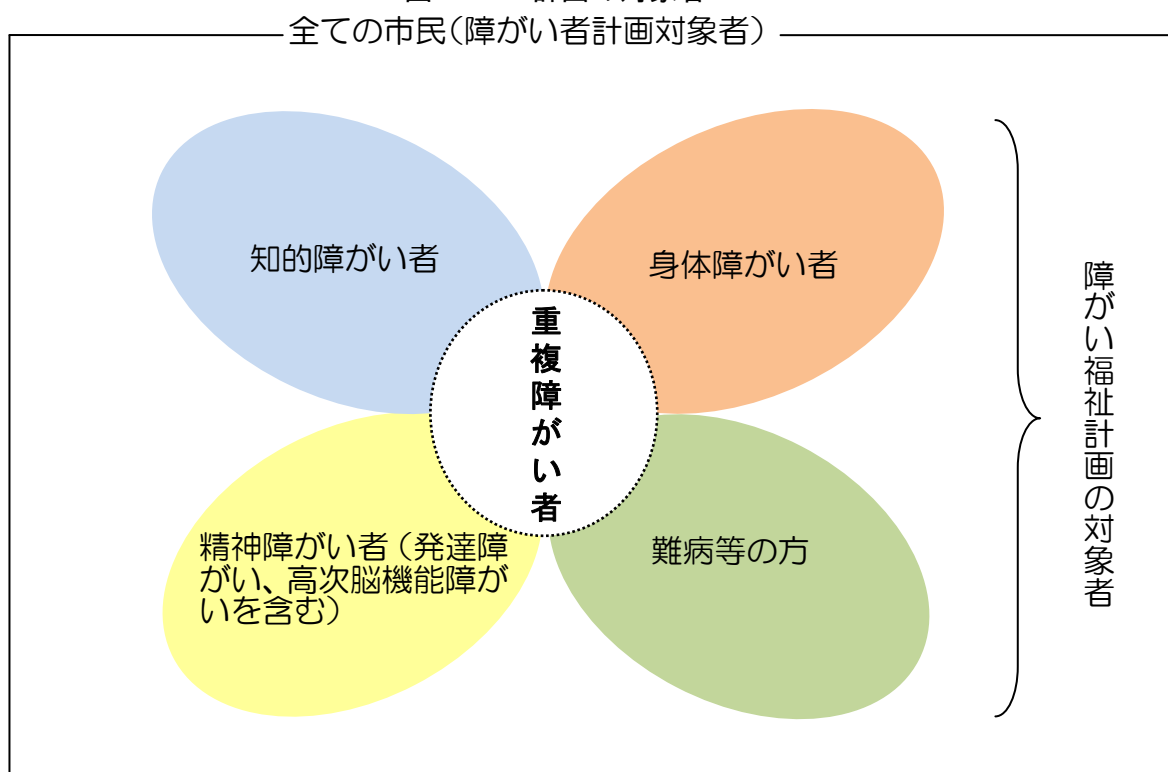 全ての市民(障がい者計画対象者)
知的障がい者
身体障がい者
重複障がい者
精神障がい者(発達障
がい、高次脳機能障が
いを含む)
難病等の方
障がい福祉計画の対象者